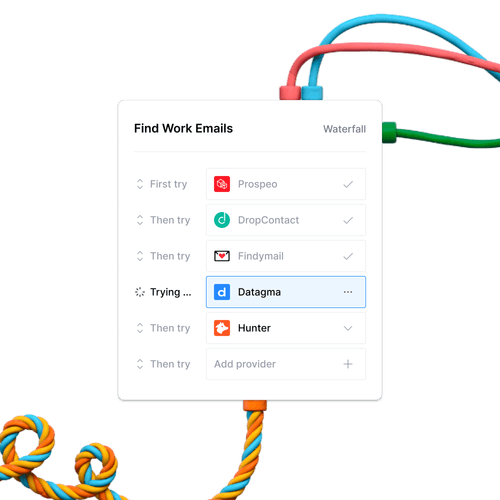 Find Work Emails Waterfall
First try Prospeo
Then try DropContact
Then try Findymail
Trying ... d Datagma ...
Then try Hunter
Then try Add provider +